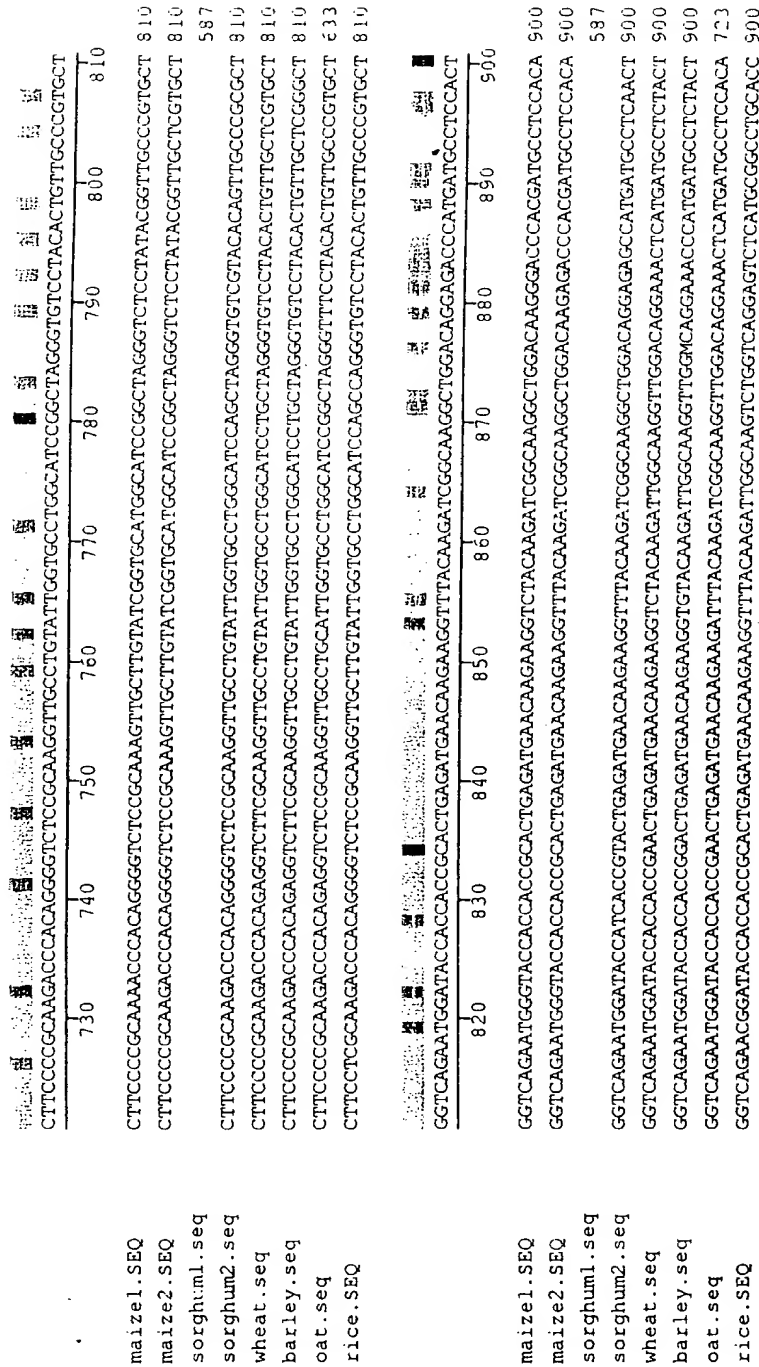 CTTCCCCGCAAGACCCACAGGGGTCTCCGCAAGGTTGCCTGTATTGGTGCCTGGCATCCGGCTAGGGTGTCCTACACTGTTGCCCGTGCT
730 740 750 760 770 780 790 800 810
maize1.SEQ CTTCCCCGCAAAACCCACAGGGGTCTCCGCAAAGTTGCTTGTATCGGTGCATGGCATCCGGCTAGGGTCTCCTATACGGTTGCCCGTGCT 810
maize2.SEQ CTTCCCCGCAAGACCCACAGGGGTCTCCGCAAAGTTGCTTGTATCGGTGCATGGCATCCGGCTAGGGTCTCCTATACGGTTGCTCGTGCT 810
sorghum1.seq 587
sorghum2.seq CTTCCCCGCAAGACCCACAGGGGTCTCCGCAAGGTTGCCTGTATTGGTGCCTGGCATCCAGCTAGGGTGTCGTACACAGTTGCCCGCGCT 810
wheat.seq CTTCCCCGCAAGACCCACAGAGGTCTTCGCAAGGTTGCCTGTATTGGTGCCTGGCATCCTGCTAGGGTGTCCTACACTGTTGCTCGTGCT 810
barley.seq CTTCCCCGCAAGACCCACAGAGGTCTTCGCAAGGTTGCCTGTATTGGTGCCTGGCATCCTGCTAGGGTGTCCTACACTGTTGCTCGGGCT 810
oat.seq CTTCCCCGCAAGACCCACAGAGGTCTCCGCAAGGTTGCCTGCATTGGTGCCTGGCATCCGGCTAGGGTTTCCTACACTGTTGCCCGTGCT 633
rice.SEQ CTTCCTCGCAAGACCCACAGGGGTCTCCGCAAGGTTGCTTGTATTGGTGCCTGGCATCCAGCCAGGGTGTCCTACACTGTTGCCCGTGCT 810
GGTCAGAATGGATACCACCACCGCACTGAGATGAACAAGAAGGTTTACAAGATCGGCAAGGCTGGACAGGAGACCCATGATGCCTCCACT
820 830 840 850 860 870 880 890 900
maize1.SEQ GGTCAGAATGGGTACCACCACCGCACTGAGATGAACAAGAAGGTCTACAAGATCGGCAAGGCTGGACAAGGGACCCACGATGCCTCCACA 900
maize2.SEQ GGTCAGAATGGGTACCACCACCGCACTGAGATGAACAAGAAGGTTTACAAGATCGGCAAGGCTGGACAAGAGACCCACGATGCCTCCACA 900
sorghum1.seq 587
sorghum2.seq GGTCAGAATGGATACCATCACCGTACTGAGATGAACAAGAAGGTTTACAAGATCGGCAAGGCTGGACAGGAGAGCCATGATGCCTCAACT 900
wheat.seq GGTCAGAATGGATACCACCACCGAACTGAGATGAACAAGAAGGTCTACAAGATTGGCAAGGTTGGACAGGAAACTCATGATGCCTCTACT 900
barley.seq GGTCAGAATGGATACCACCACCGGACTGAGATGAACAAGAAGGTGTACAAGATTGGCAAGGTTGGMCAGGAAACCCATGATGCCTCTACT 900
oat.seq GGTCAGAATGGATACCACCACCGAACTGAGATGAACAAGAAGATTTACAAGATCGGCAAGGTTGGACAGGAAACTCATGATGCCTCCACA 723
rice.SEQ GGTCAGAACGGATACCACCACCGCACTGAGATGAACAAGAAGGTTTACAAGATTGGCAAGTCTGGTCAGGAGTCTCATGCGGCCTGCACC 900